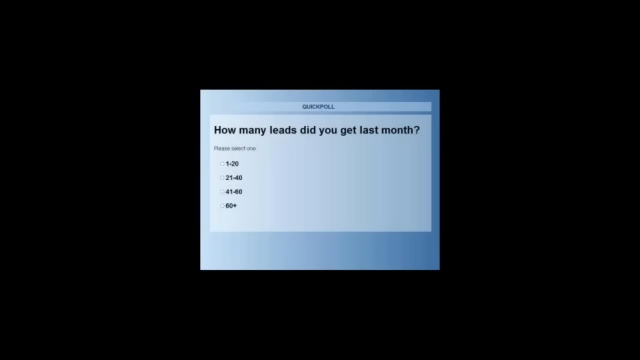 QUICKPOLL
How many leads did you get last month?
Please select one:
1-20
21-40
41-60
60+